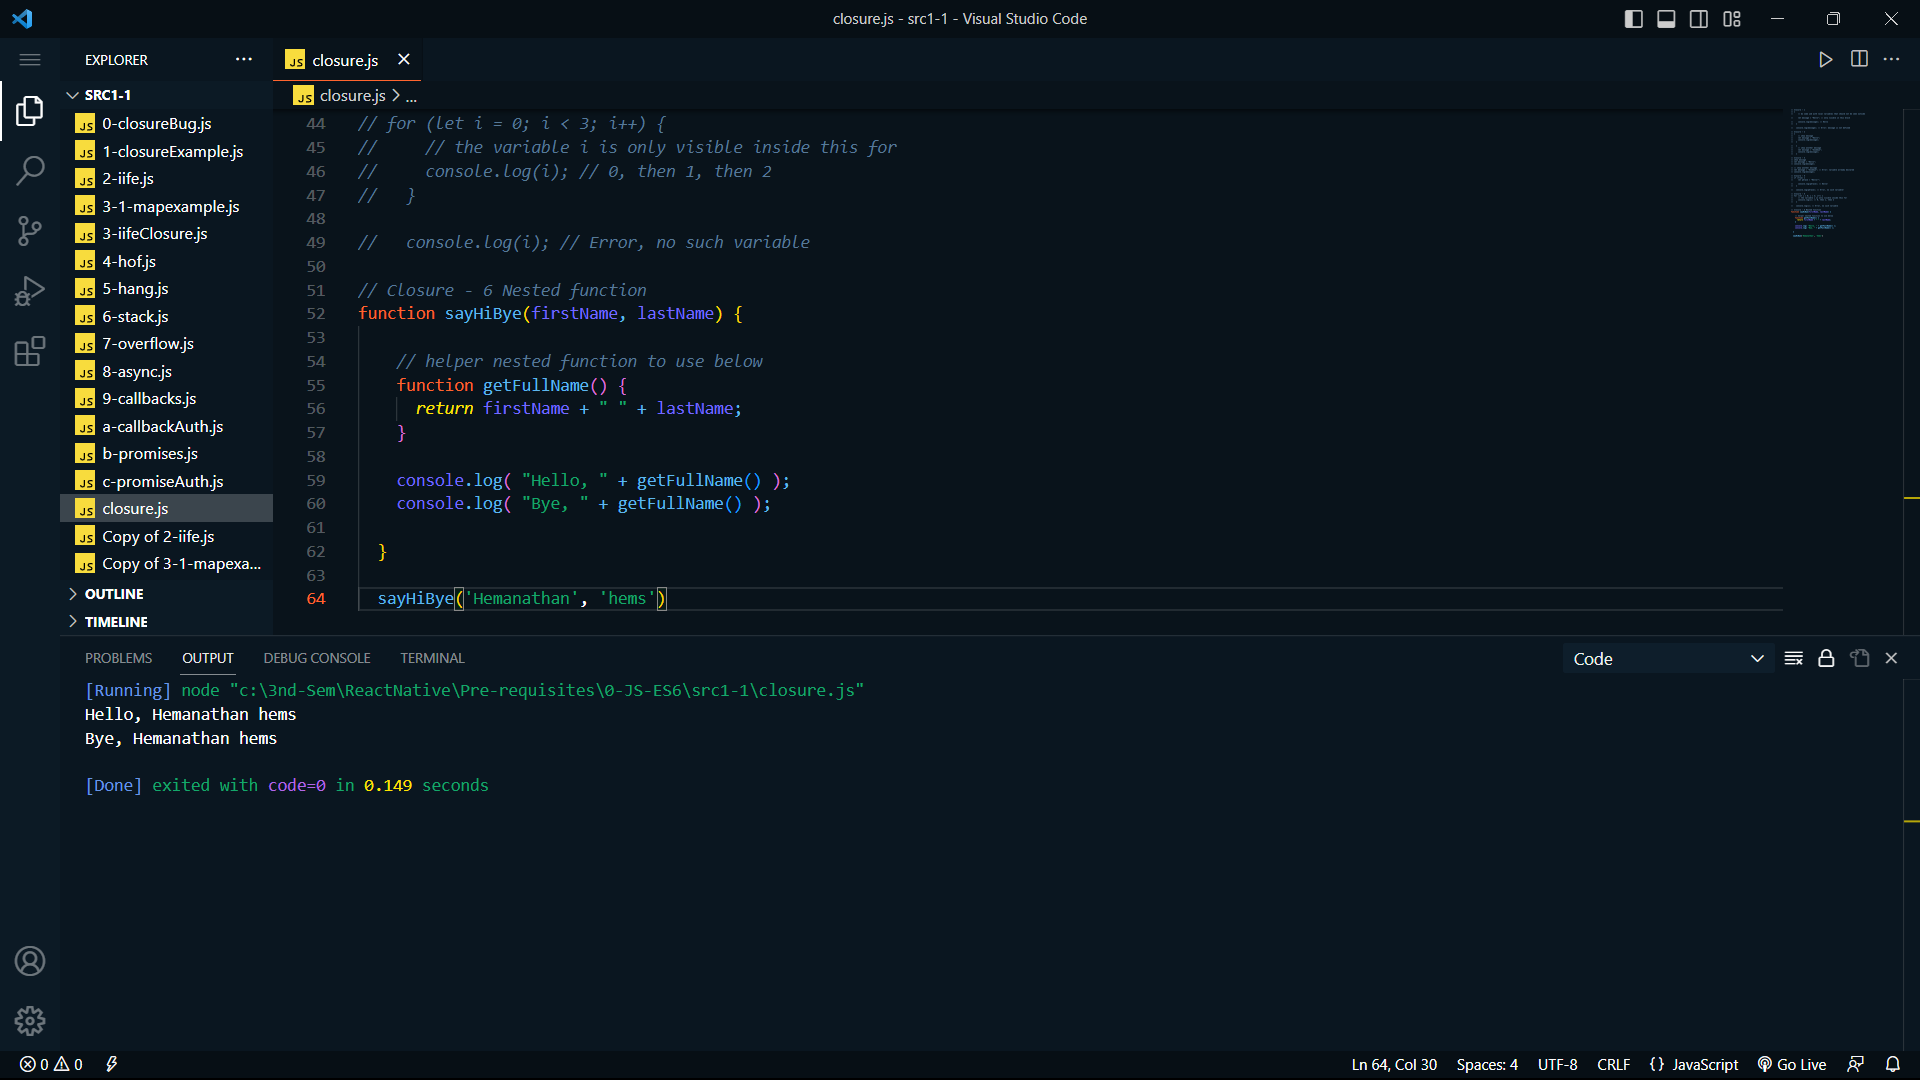 closure.js - src1-1 - Visual Studio Code
EXPLORER
JS closure.js
SRC1-1
JS closure.js > ...
JS 0-closureBug.js
JS 1-closureExample.js
JS 2-iife.js
JS 3-1-mapexample.js
JS 3-iifeClosure.js
JS 4-hof.js
JS 5-hang.js
JS 6-stack.js
JS 7-overflow.js
JS 8-async.js
JS 9-callbacks.js
JS a-callbackAuth.js
JS b-promises.js
JS c-promiseAuth.js
JS closure.js
JS Copy of 2-iife.js
JS Copy of 3-1-mapexa...
OUTLINE
TIMELINE
44 // for (let i = 0; i < 3; i++) {
45 //     // the variable i is only visible inside this for
46 //     console.log(i); // 0, then 1, then 2
47 //   }
48
49 //   console.log(i); // Error, no such variable
50
51 // Closure - 6 Nested function
52 function sayHiBye(firstName, lastName) {
53
54     // helper nested function to use below
55     function getFullName() {
56       return firstName + " " + lastName;
57     }
58
59     console.log( "Hello, " + getFullName() );
60     console.log( "Bye, " + getFullName() );
61
62   }
63
64   sayHiBye('Hemanathan', 'hems')
PROBLEMS OUTPUT DEBUG CONSOLE TERMINAL
Code
[Running] node "c:\3nd-Sem\ReactNative\Pre-requisites\0-JS-ES6\src1-1\closure.js"
Hello, Hemanathan hems
Bye, Hemanathan hems
[Done] exited with code=0 in 0.149 seconds
0 0
Ln 64, Col 30 Spaces: 4 UTF-8 CRLF {} JavaScript Go Live